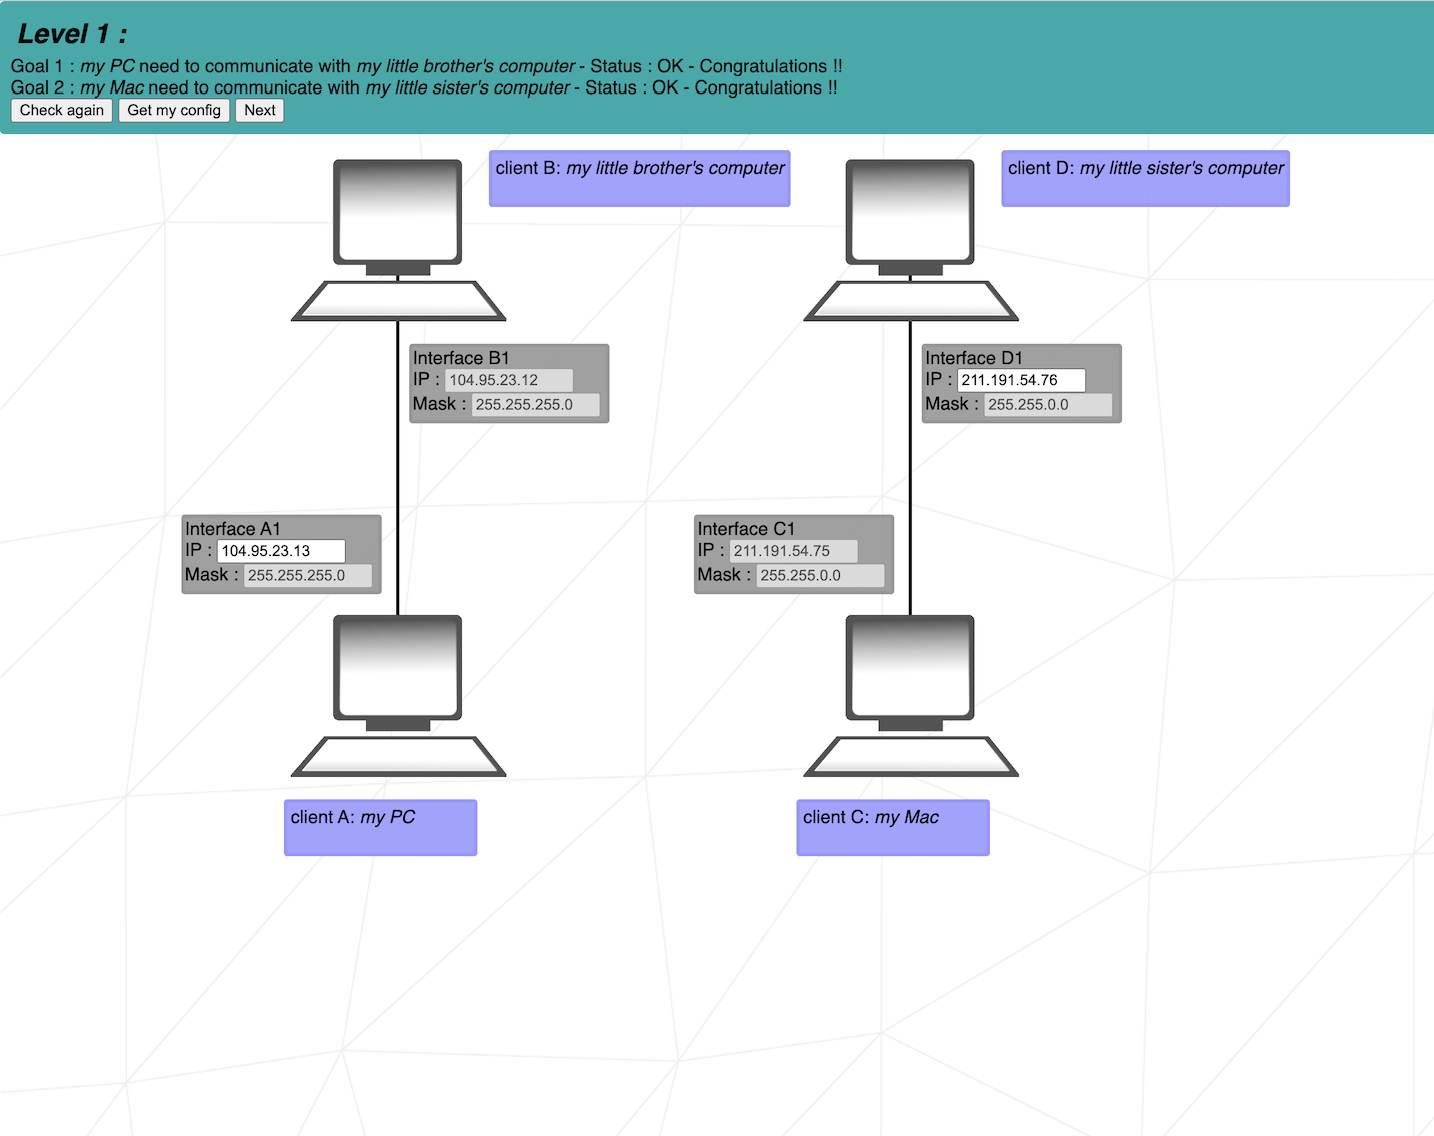 Level 1 :
Goal 1 : my PC need to communicate with my little brother's computer - Status : OK - Congratulations !!
Goal 2 : my Mac need to communicate with my little sister's computer - Status : OK - Congratulations !!
Check again Get my config Next
client B: my little brother's computer
client D: my little sister's computer
Interface B1
IP : 104.95.23.12
Mask : 255.255.255.0
Interface D1
IP : 211.191.54.76
Mask : 255.255.0.0
Interface A1
IP : 104.95.23.13
Mask : 255.255.255.0
Interface C1
IP : 211.191.54.75
Mask : 255.255.0.0
client A: my PC
client C: my Mac